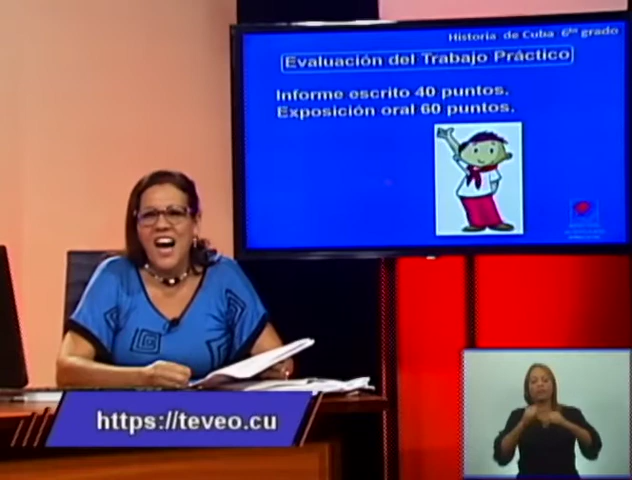 Historia de Cuba 6to grado
Evaluación del Trabajo Práctico
Informe escrito 40 puntos.
Exposición oral 60 puntos.
https://teveo.cu